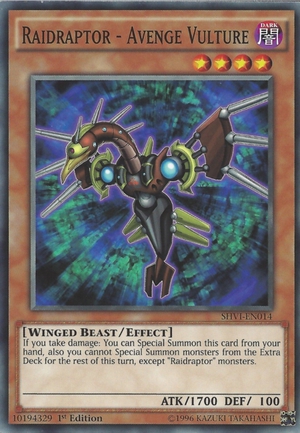 RAIDRAPTOR - AVENGE VULTURE
DARK
闇
SHVI-EN014
[WINGED BEAST/EFFECT]
If you take damage: You can Special Summon this card from your
hand, also you cannot Special Summon monsters from the Extra
Deck for the rest of this turn, except "Raidraptor" monsters.
ATK/1700 DEF/ 100
10194329 1st Edition ©1996 KAZUKI TAKAHASHI